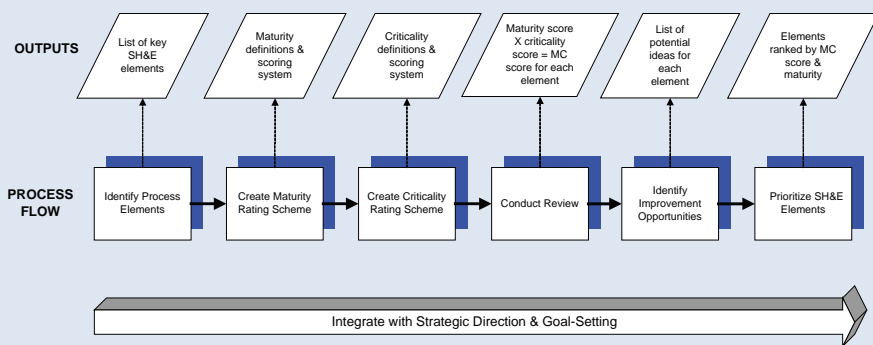 OUTPUTS
List of key
SH&E
elements
Maturity
definitions &
scoring
system
Criticality
definitions &
scoring
system
Maturity score
X criticality
score = MC
score for each
element
List of
potential
ideas for
each
element
Elements
ranked by MC
score &
maturity
PROCESS
FLOW
Identify Process
Elements
Create Maturity
Rating Scheme
Create Criticality
Rating Scheme
Conduct Review
Identify
Improvement
Opportunities
Prioritize SH&E
Elements
Integrate with Strategic Direction & Goal-Setting